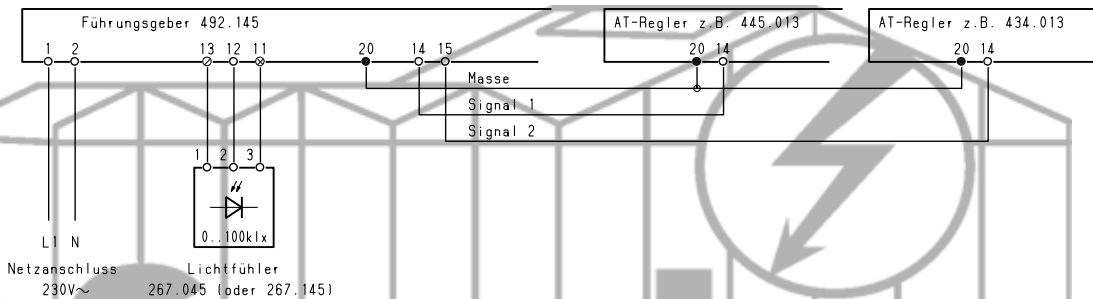 Führungsgeber 492.145
AT-Regler z.B. 445.013
AT-Regler z.B. 434.013
1 2 13 12 11 20 14 15 20 14 20 14
Masse
Signal 1
Signal 2
1 2 3
0..100klx
L1 N
Netzanschluss
230V~
Lichtfühler
267.045 (oder 267.145)